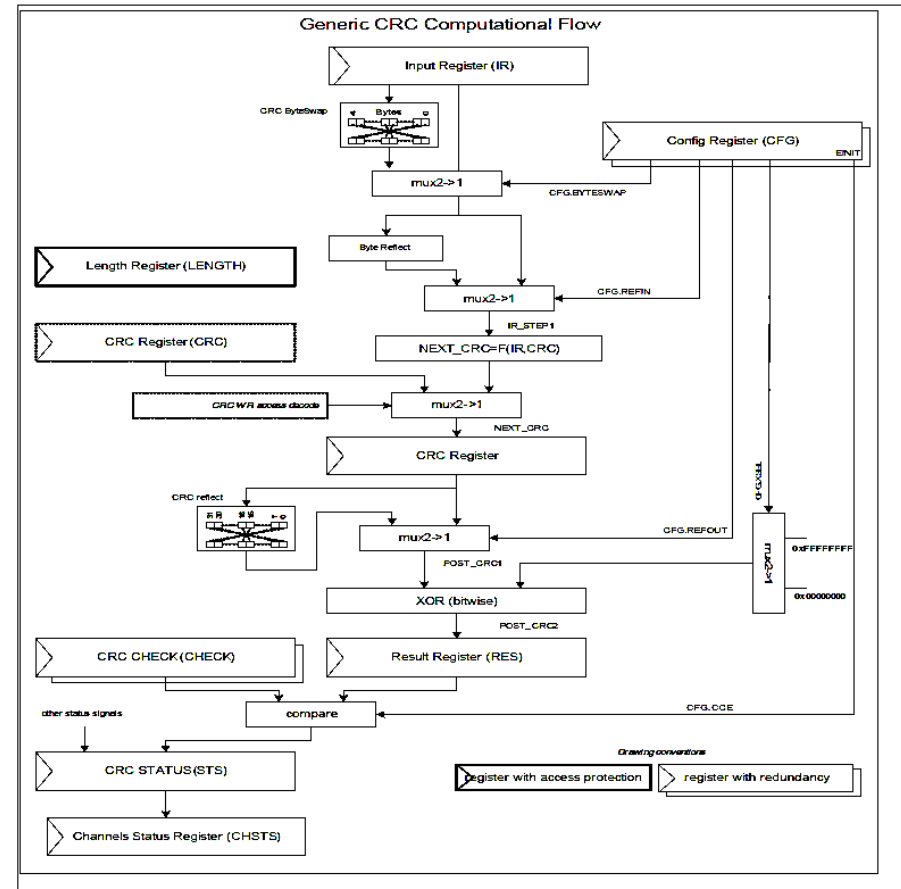 Generic CRC Computational Flow
Input Register (IR)
CRC ByteSwap
Bytes
Config Register (CFG)
E/NIT
mux2->1
CFG.BYTESWAP
Byte Reflect
Length Register (LENGTH)
mux2->1
CFG.REFIN
IR_STEP1
CRC Register (CRC)
NEXT_CRC=F(IR,CRC)
CRC WR access decode
mux2->1
NEXT_CRC
CRC Register
CRC reflect
mux2->1
CFG.REFOUT
mux2->1
0xFFFFFFFF
POST_CRC1
0x00000000
XOR (bitwise)
POST_CRC2
CRC CHECK (CHECK)
Result Register (RES)
compare
CFG.CCE
other status signals
CRC STATUS (STS)
Drawing conventions
register with access protection
register with redundancy
Channels Status Register (CHSTS)